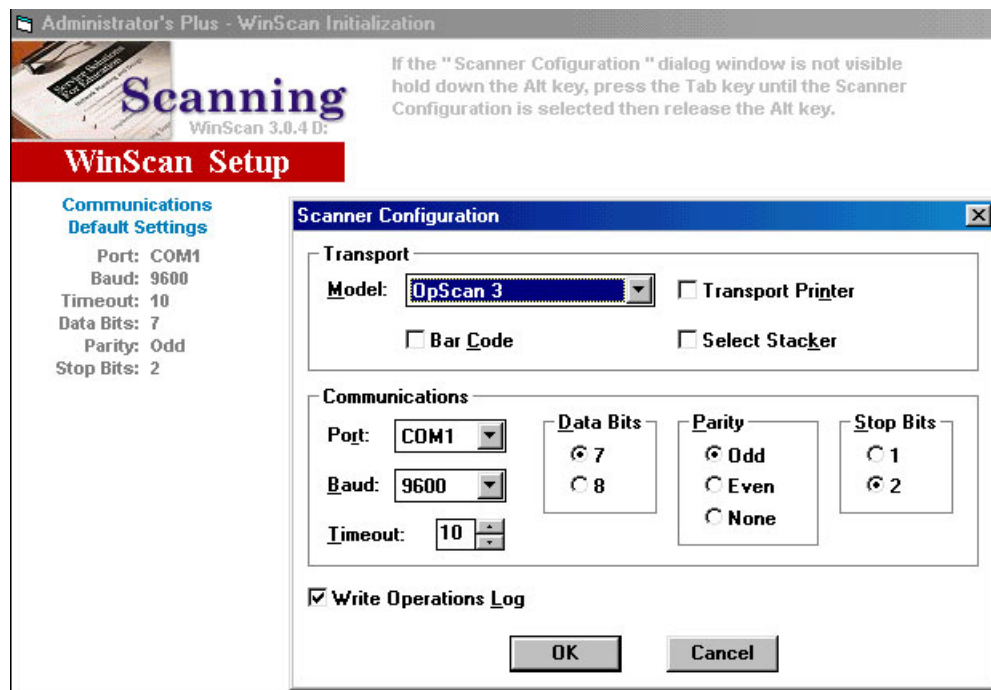 Administrator's Plus - WinScan Initialization
Service Solutions
For Education
Scanning
WinScan 3.0.4 D:
WinScan Setup
If the "Scanner Cofiguration " dialog window is not visible
hold down the Alt key, press the Tab key until the Scanner
Configuration is selected then release the Alt key.
Communications
Default Settings
Port: COM1
Baud: 9600
Timeout: 10
Data Bits: 7
Parity: Odd
Stop Bits: 2
Scanner Configuration
Transport
Model: OpScan 3
Transport Printer
Bar Code
Select Stacker
Communications
Port: COM1
Baud: 9600
Timeout: 10
Data Bits
7
8
Parity
Odd
Even
None
Stop Bits
1
2
Write Operations Log
OK
Cancel